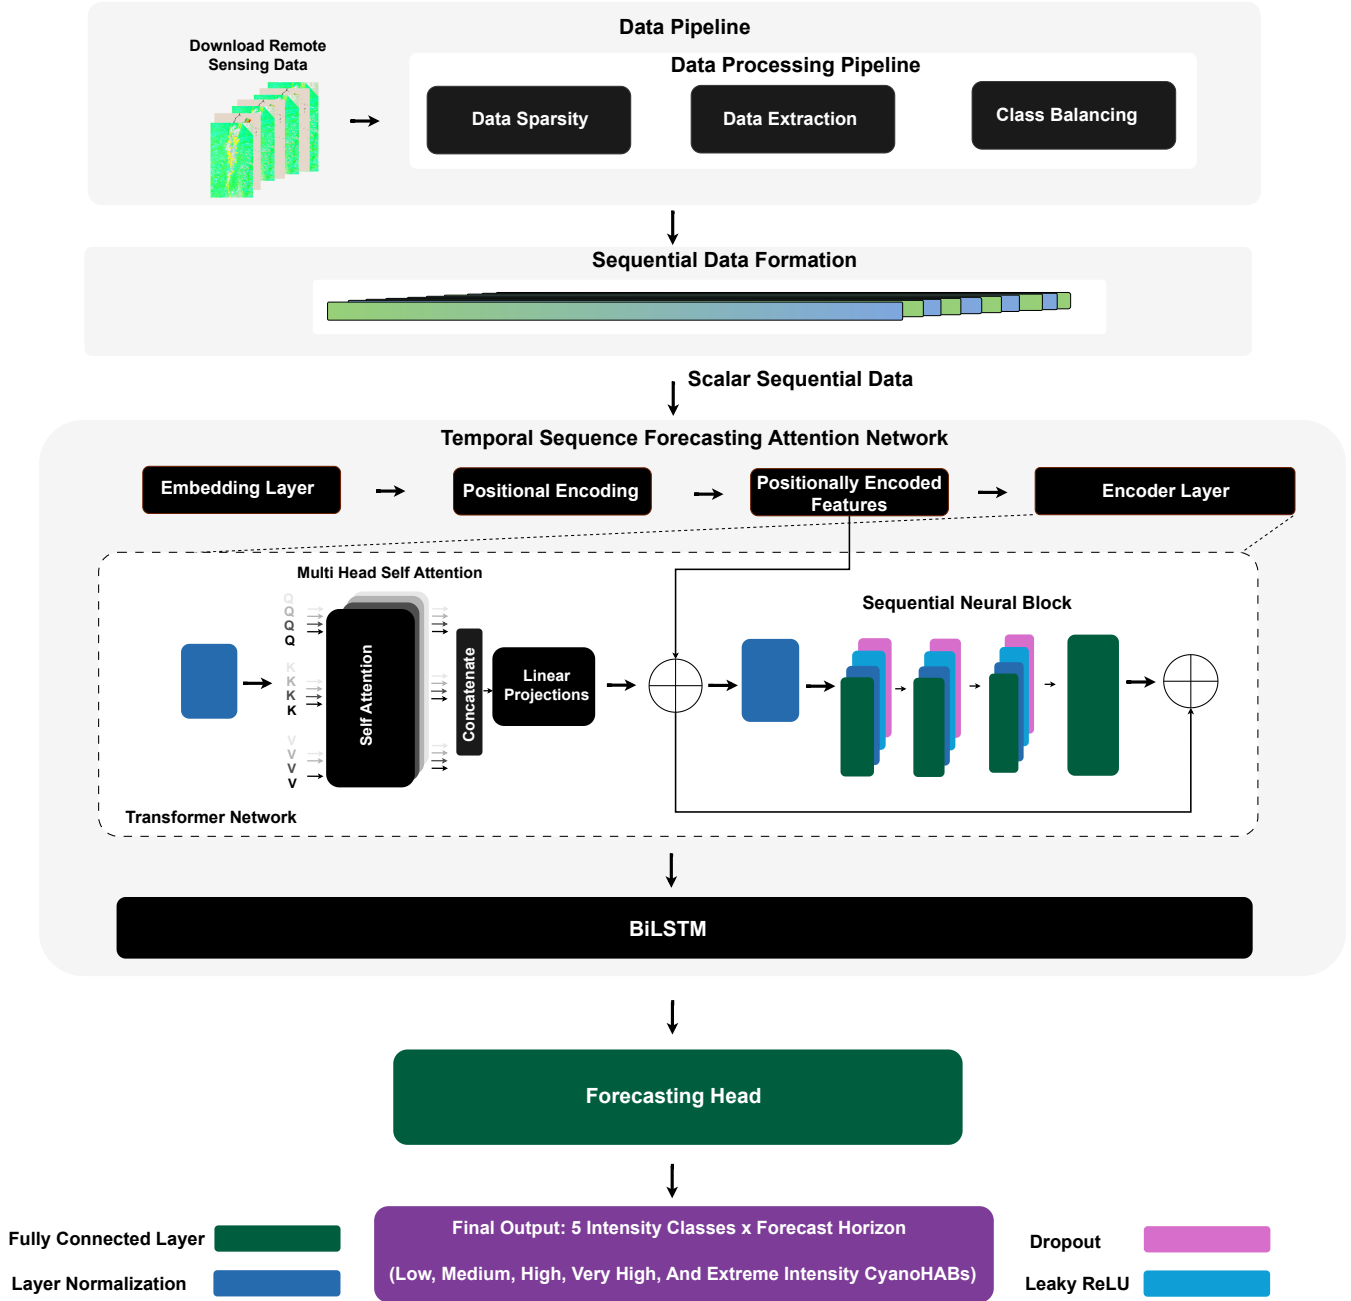 Data Pipeline
Download Remote
Sensing Data
Data Processing Pipeline
Data Sparsity
Data Extraction
Class Balancing
Sequential Data Formation
Scalar Sequential Data
Temporal Sequence Forecasting Attention Network
Embedding Layer
Positional Encoding
Positionally Encoded
Features
Encoder Layer
Multi Head Self Attention
Q
Q
Q
Q
K
K
K
K
V
V
V
V
Self Attention
Concatenate
Linear
Projections
Sequential Neural Block
Transformer Network
BiLSTM
Forecasting Head
Final Output: 5 Intensity Classes x Forecast Horizon
(Low, Medium, High, Very High, And Extreme Intensity CyanoHABs)
Fully Connected Layer
Layer Normalization
Dropout
Leaky ReLU